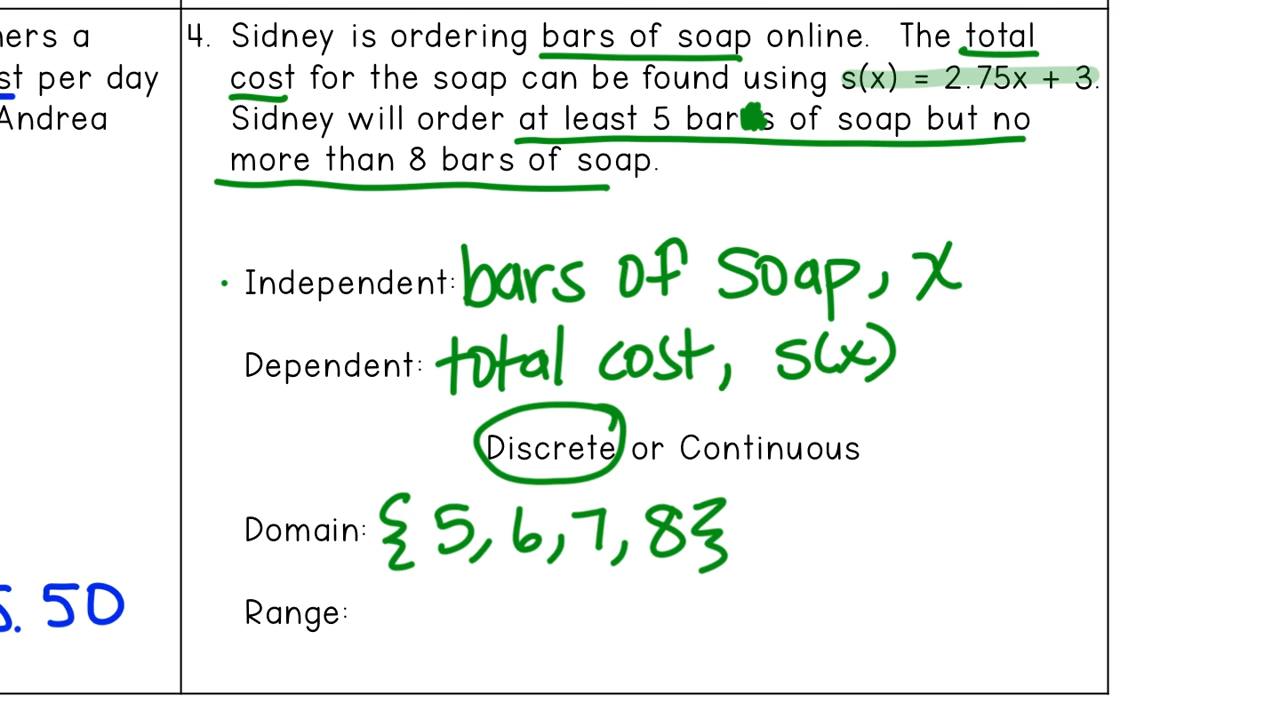 ners a
st per day
Andrea
5. 50
4. Sidney is ordering bars of soap online. The total
cost for the soap can be found using s(x) = 2.75x + 3.
Sidney will order at least 5 bars of soap but no
more than 8 bars of soap.
Independent: bars of soap, x
Dependent: total cost, s(x)
Discrete or Continuous
Domain: {5, 6, 7, 8}
Range: